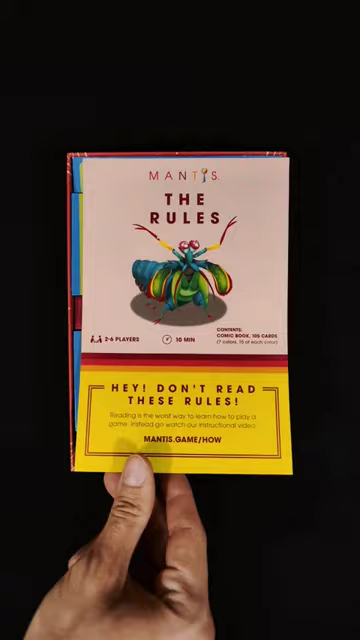 MANTIS.
THE
RULES
2-6 PLAYERS
10 MIN
CONTENTS:
COMIC BOOK, 105 CARDS
(7 colors, 15 of each color)
HEY! DON'T READ
THESE RULES!
Reading is the worst way to learn how to play a
game. Instead go watch our instructional video:
MANTIS.GAME/HOW